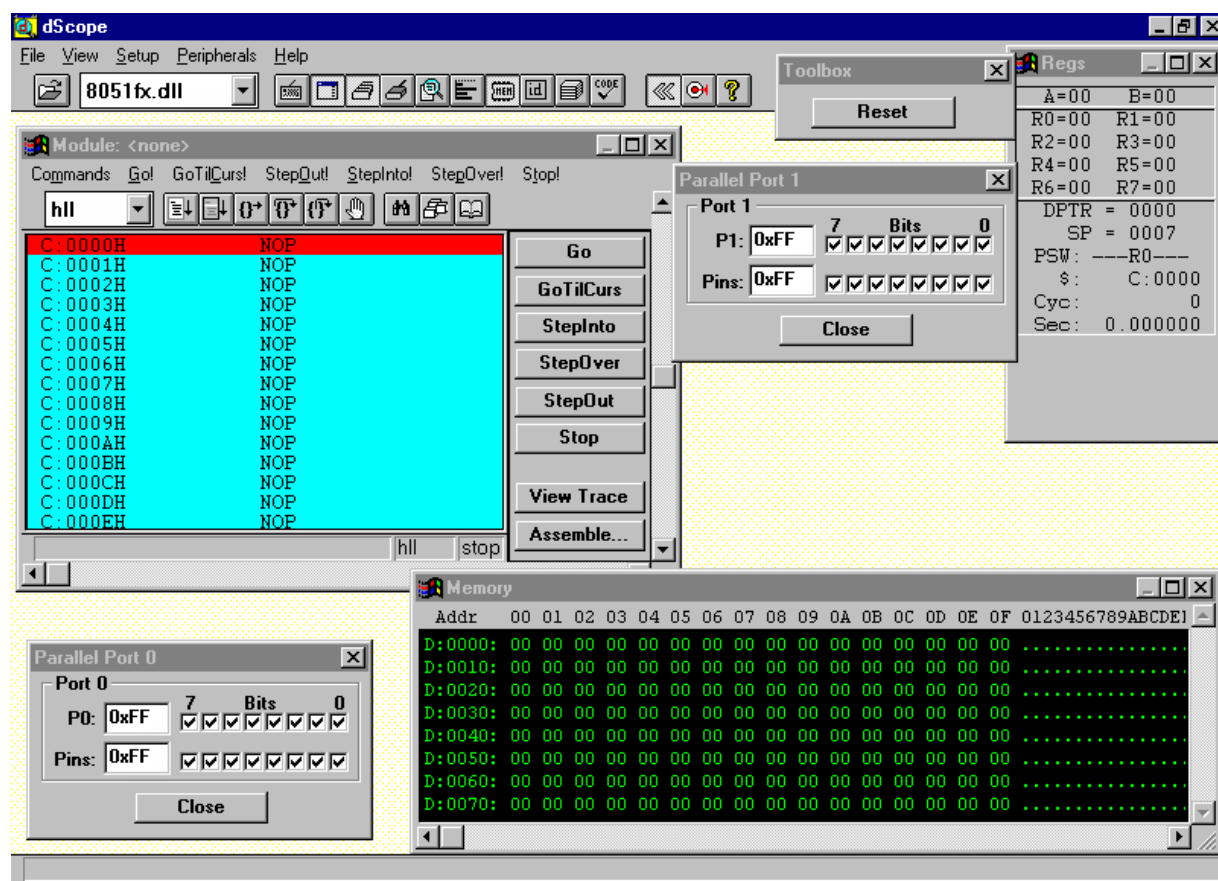 dScope
File View Setup Peripherals Help
8051fx.dll
Toolbox
Reset
Regs
A=00 B=00
R0=00 R1=00
R2=00 R3=00
R4=00 R5=00
R6=00 R7=00
DPTR = 0000
SP = 0007
PSW: ---R0---
$: C:0000
Cyc: 0
Sec: 0.000000
Module: <none>
Commands Go! GoTilCurs! StepOut! StepInto! StepOver! Stop!
hll
C:0000H NOP
C:0001H NOP
C:0002H NOP
C:0003H NOP
C:0004H NOP
C:0005H NOP
C:0006H NOP
C:0007H NOP
C:0008H NOP
C:0009H NOP
C:000AH NOP
C:000BH NOP
C:000CH NOP
C:000DH NOP
C:000EH NOP
Go
GoTilCurs
StepInto
StepOver
StepOut
Stop
View Trace
Assemble...
hll stop
Parallel Port 1
Port 1
7 Bits 0
P1: 0xFF
Pins: 0xFF
Close
Parallel Port 0
Port 0
7 Bits 0
P0: 0xFF
Pins: 0xFF
Close
Memory
Addr 00 01 02 03 04 05 06 07 08 09 0A 0B 0C 0D 0E 0F 0123456789ABCDE
D:0000: 00 00 00 00 00 00 00 00 00 00 00 00 00 00 00 00 ................
D:0010: 00 00 00 00 00 00 00 00 00 00 00 00 00 00 00 00 ................
D:0020: 00 00 00 00 00 00 00 00 00 00 00 00 00 00 00 00 ................
D:0030: 00 00 00 00 00 00 00 00 00 00 00 00 00 00 00 00 ................
D:0040: 00 00 00 00 00 00 00 00 00 00 00 00 00 00 00 00 ................
D:0050: 00 00 00 00 00 00 00 00 00 00 00 00 00 00 00 00 ................
D:0060: 00 00 00 00 00 00 00 00 00 00 00 00 00 00 00 00 ................
D:0070: 00 00 00 00 00 00 00 00 00 00 00 00 00 00 00 00 ................